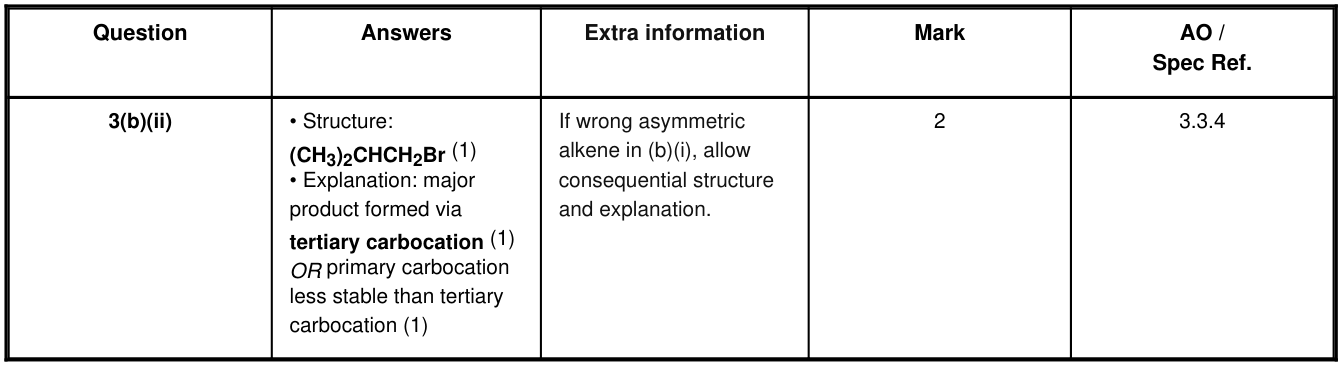 Question
Answers
Extra information
Mark
AO /
Spec Ref.
3(b)(ii)
• Structure:
(CH₃)₂CHCH₂Br (1)
• Explanation: major
product formed via
tertiary carbocation (1)
OR primary carbocation
less stable than tertiary
carbocation (1)
If wrong asymmetric
alkene in (b)(i), allow
consequential structure
and explanation.
2
3.3.4